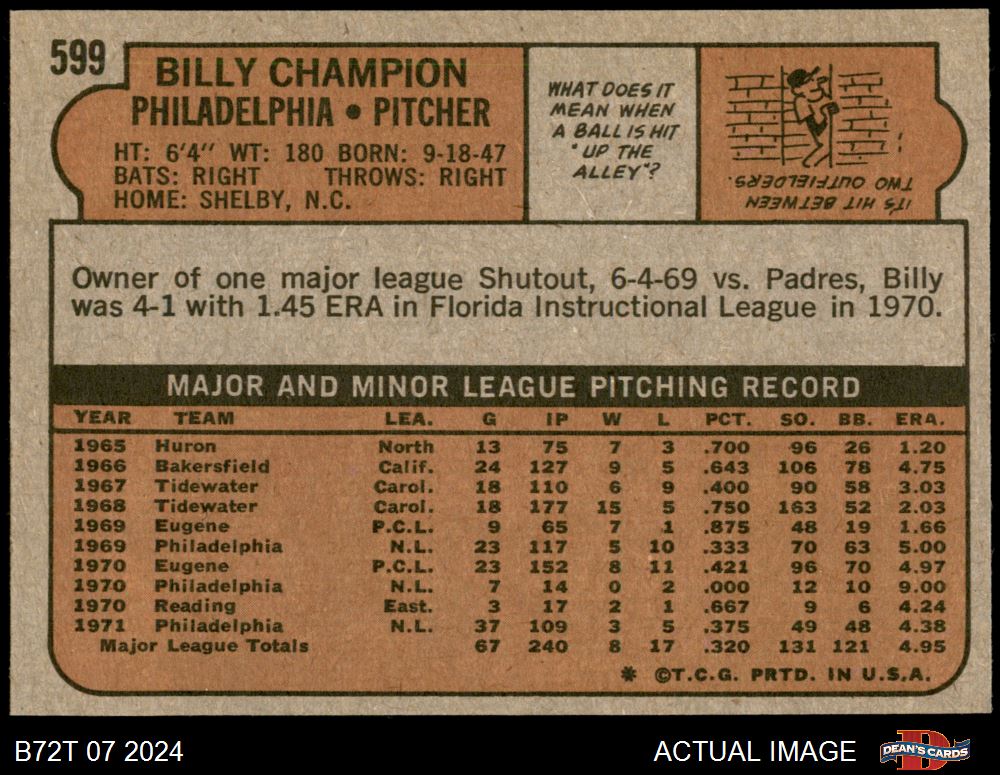 599
BILLY CHAMPION
PHILADELPHIA • PITCHER
HT: 6'4" WT: 180 BORN: 9-18-47
BATS: RIGHT THROWS: RIGHT
HOME: SHELBY, N.C.
WHAT DOES IT
MEAN WHEN
A BALL IS HIT
"UP THE
ALLEY"?
IT'S HIT BETWEEN
TWO OUTFIELDERS.
Owner of one major league Shutout, 6-4-69 vs. Padres, Billy
was 4-1 with 1.45 ERA in Florida Instructional League in 1970.
MAJOR AND MINOR LEAGUE PITCHING RECORD
YEAR TEAM LEA. G IP W L PCT. SO. BB. ERA.
1965 Huron North 13 75 7 3 .700 96 26 1.20
1966 Bakersfield Calif. 24 127 9 5 .643 106 78 4.75
1967 Tidewater Carol. 18 110 6 9 .400 90 58 3.03
1968 Tidewater Carol. 18 177 15 5 .750 163 52 2.03
1969 Eugene P.C.L. 9 65 7 1 .875 48 19 1.66
1969 Philadelphia N.L. 23 117 5 10 .333 70 63 5.00
1970 Eugene P.C.L. 23 152 8 11 .421 96 70 4.97
1970 Philadelphia N.L. 7 14 0 2 .000 12 10 9.00
1970 Reading East. 3 17 2 1 .667 9 6 4.24
1971 Philadelphia N.L. 37 109 3 5 .375 49 48 4.38
Major League Totals 67 240 8 17 .320 131 121 4.95
* ©T.C.G. PRTD. IN U.S.A.
B72T 07 2024
ACTUAL IMAGE
DEAN'S CARDS